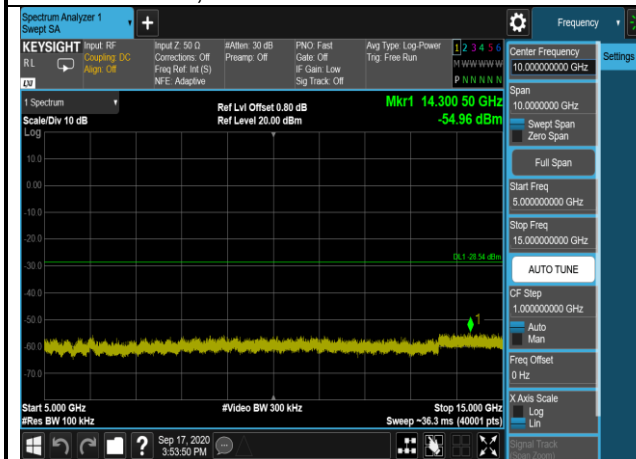 Spectrum Analyzer 1
Swept SA
+
Frequency
KEYSIGHT
RL
LXI
Input: RF
Coupling: DC
Align: Off
Input Z: 50 Ω
Corrections: Off
Freq Ref: Int (S)
NFE: Adaptive
#Atten: 30 dB
Preamp: Off
PNO: Fast
Gate: Off
IF Gain: Low
Sig Track: Off
Avg Type: Log-Power
Trig: Free Run
1 2 3 4 5 6
M W W W W W
P N N N N N
1 Spectrum
Scale/Div 10 dB
Ref Lvl Offset 0.80 dB
Ref Level 20.00 dBm
Mkr1 14.300 50 GHz
-54.96 dBm
Log
10.0
0.00
-10.0
-20.0
-30.0
-40.0
-50.0
-60.0
-70.0
DL1 -28.54 dBm
1
Start 5.000 GHz
#Res BW 100 kHz
#Video BW 300 kHz
Stop 15.000 GHz
Sweep ~36.3 ms (40001 pts)
?
Sep 17, 2020
3:53:50 PM
Center Frequency
10.000000000 GHz
Settings
Span
10.0000000 GHz
Swept Span
Zero Span
Full Span
Start Freq
5.000000000 GHz
Stop Freq
15.000000000 GHz
AUTO TUNE
CF Step
1.000000000 GHz
Auto
Man
Freq Offset
0 Hz
X Axis Scale
Log
Lin
Signal Track
(Span Zoom)